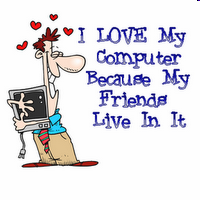 I LOVE My
Computer
Because My
Friends
Live In It